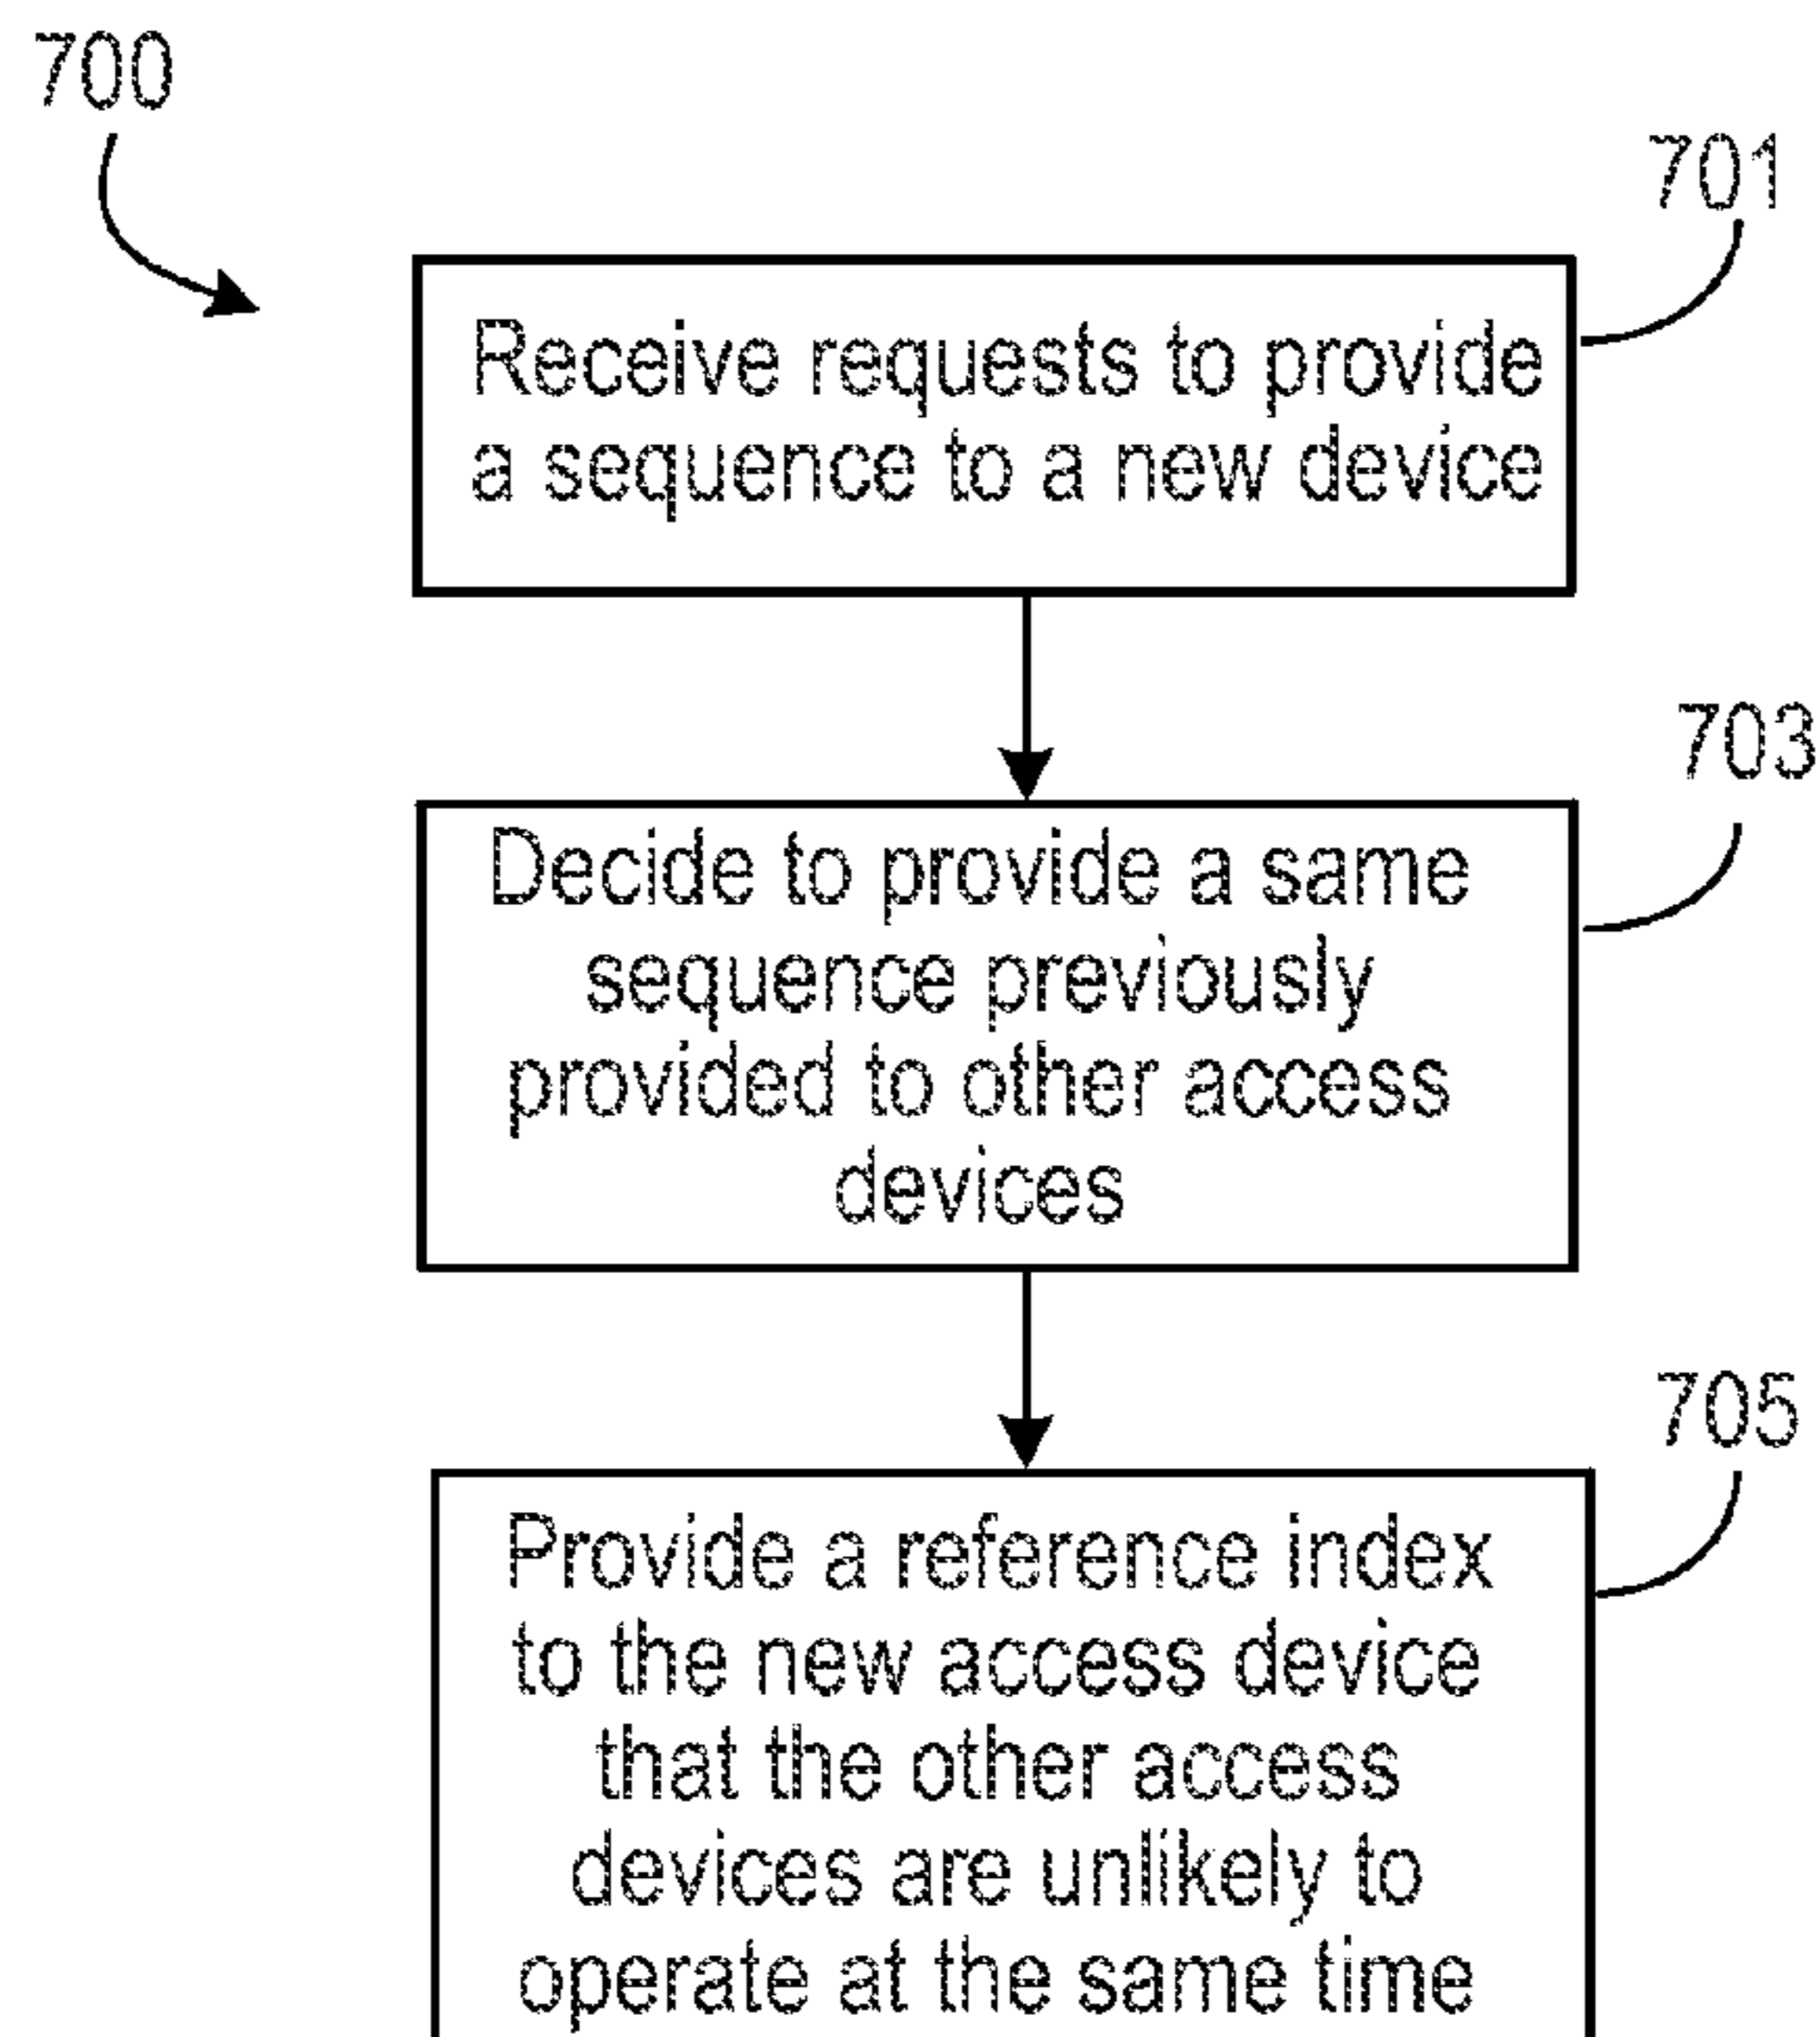 700
701
Receive requests to provide
a sequence to a new device
703
Decide to provide a same
sequence previously
provided to other access
devices
705
Provide a reference index
to the new access device
that the other access
devices are unlikely to
operate at the same time